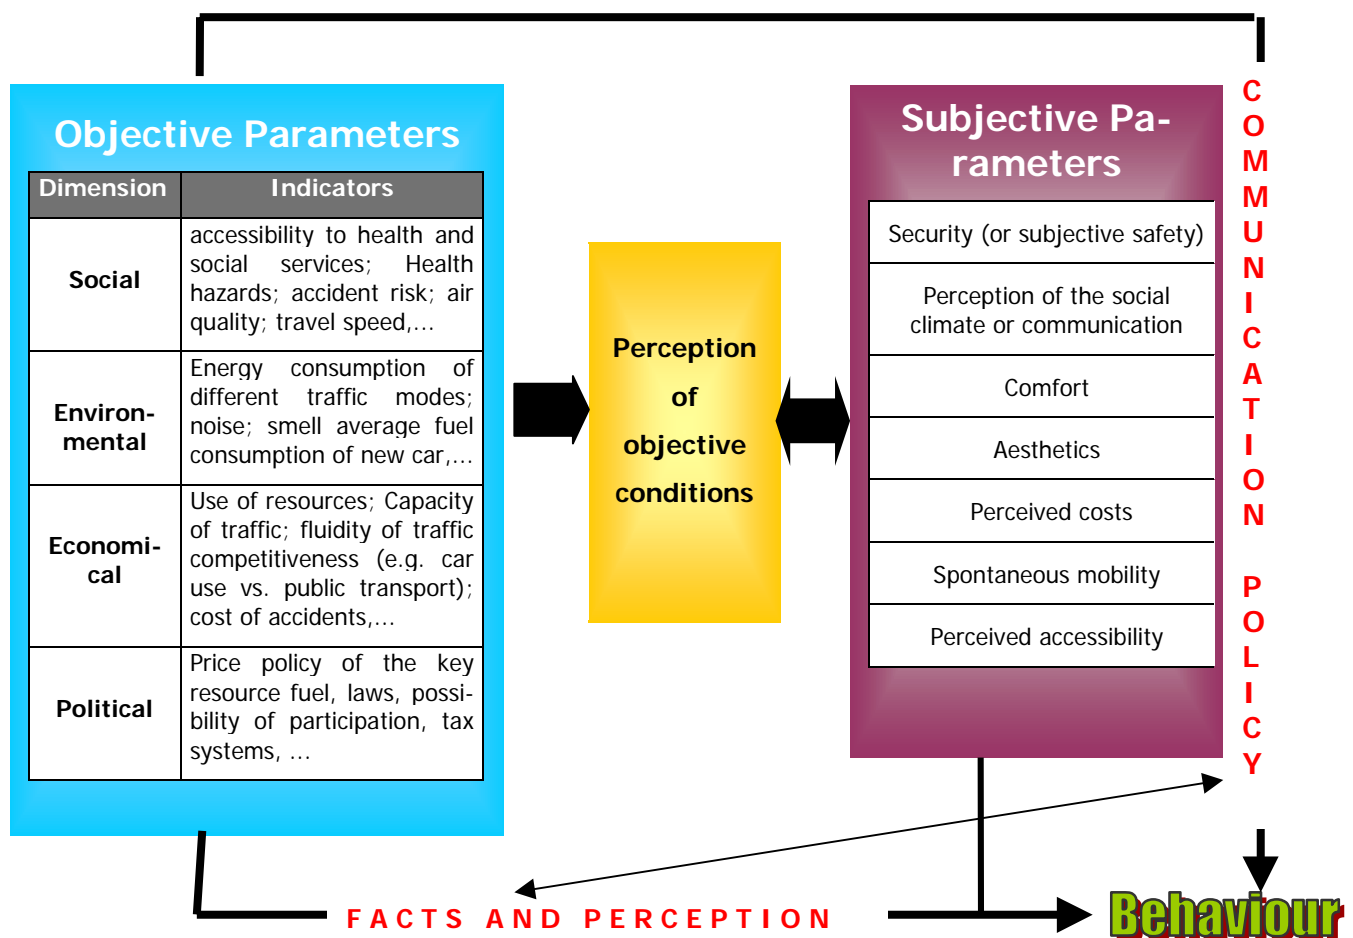 Objective Parameters
Dimension
Indicators
Social
accessibility to health and
social services; Health
hazards; accident risk; air
quality; travel speed,…
Environ-
mental
Energy consumption of
different traffic modes;
noise; smell average fuel
consumption of new car,…
Economi-
cal
Use of resources; Capacity
of traffic; fluidity of traffic
competitiveness (e.g. car
use vs. public transport);
cost of accidents,…
Political
Price policy of the key
resource fuel, laws, possi-
bility of participation, tax
systems, …
Perception
of
objective
conditions
Subjective Pa-
rameters
Security (or subjective safety)
Perception of the social
climate or communication
Comfort
Aesthetics
Perceived costs
Spontaneous mobility
Perceived accessibility
COMMUNICATION POLICY
FACTS AND PERCEPTION
Behaviour